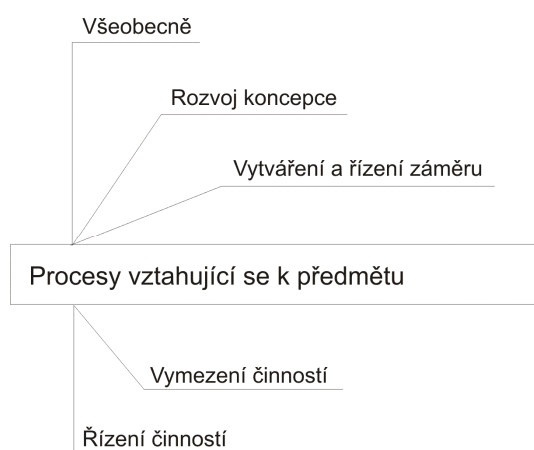 Všeobecně
Rozvoj koncepce
Vytváření a řízení záměru
Procesy vztahující se k předmětu
Vymezení činností
Řízení činností